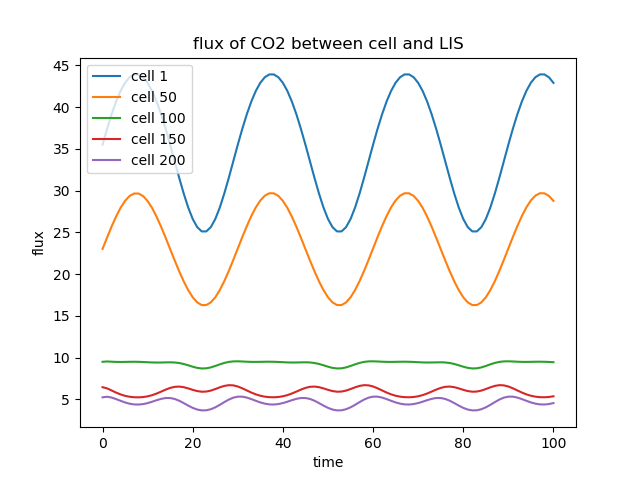 flux of CO2 between cell and LIS
cell 1
cell 50
cell 100
cell 150
cell 200
45
40
35
30
25
20
15
10
5
flux
0 20 40 60 80 100
time